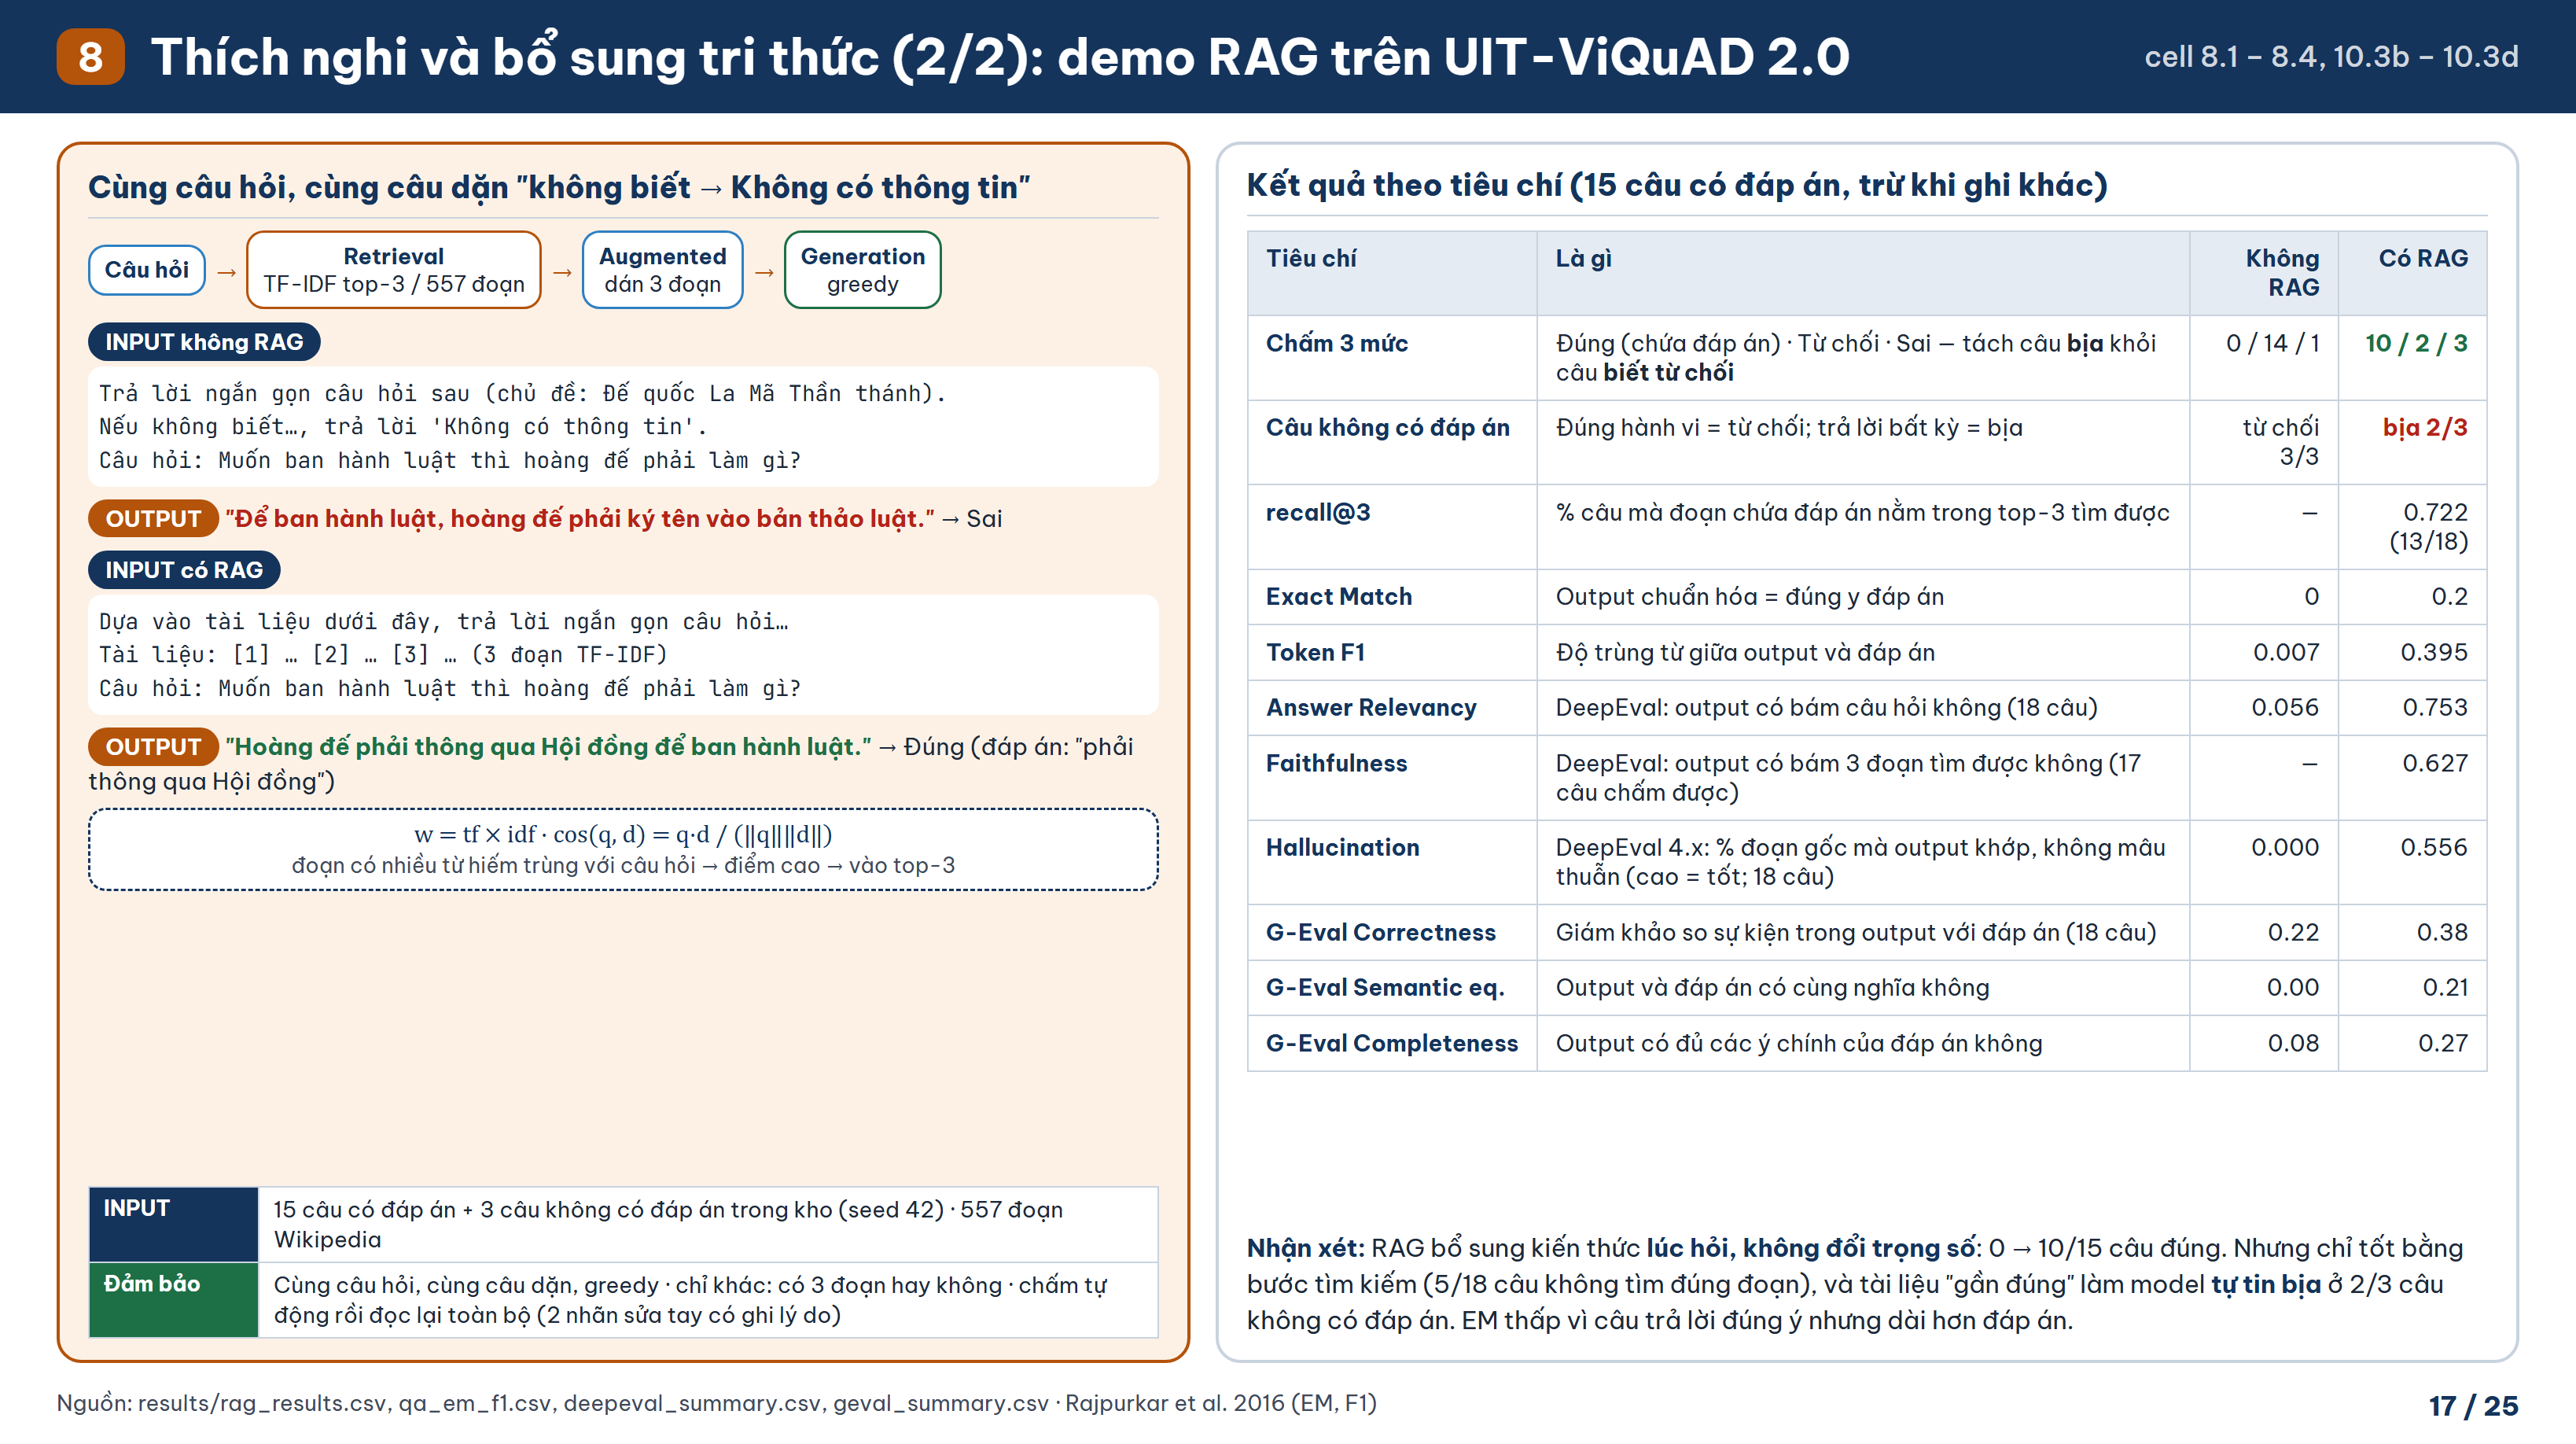 8 Thích nghi và bổ sung tri thức (2/2): demo RAG trên UIT-ViQuAD 2.0
cell 8.1 – 8.4, 10.3b – 10.3d
Cùng câu hỏi, cùng câu dặn "không biết → Không có thông tin"
Câu hỏi → Retrieval TF-IDF top-3 / 557 đoạn → Augmented dán 3 đoạn → Generation greedy
INPUT không RAG
Trả lời ngắn gọn câu hỏi sau (chủ đề: Đế quốc La Mã Thần thánh).
Nếu không biết…, trả lời 'Không có thông tin'.
Câu hỏi: Muốn ban hành luật thì hoàng đế phải làm gì?
OUTPUT "Để ban hành luật, hoàng đế phải ký tên vào bản thảo luật." → Sai
INPUT có RAG
Dựa vào tài liệu dưới đây, trả lời ngắn gọn câu hỏi…
Tài liệu: [1] … [2] … [3] … (3 đoạn TF-IDF)
Câu hỏi: Muốn ban hành luật thì hoàng đế phải làm gì?
OUTPUT "Hoàng đế phải thông qua Hội đồng để ban hành luật." → Đúng (đáp án: "phải
thông qua Hội đồng")
w = tf × idf · cos(q, d) = q·d / (‖q‖‖d‖)
đoạn có nhiều từ hiếm trùng với câu hỏi → điểm cao → vào top-3
INPUT
15 câu có đáp án + 3 câu không có đáp án trong kho (seed 42) · 557 đoạn
Wikipedia
Đảm bảo
Cùng câu hỏi, cùng câu dặn, greedy · chỉ khác: có 3 đoạn hay không · chấm tự
động rồi đọc lại toàn bộ (2 nhãn sửa tay có ghi lý do)
Kết quả theo tiêu chí (15 câu có đáp án, trừ khi ghi khác)
Tiêu chí
Là gì
Không
RAG
Có RAG
Chấm 3 mức
Đúng (chứa đáp án) · Từ chối · Sai — tách câu bịa khỏi
câu biết từ chối
0 / 14 / 1
10 / 2 / 3
Câu không có đáp án
Đúng hành vi = từ chối; trả lời bất kỳ = bịa
từ chối
3/3
bịa 2/3
recall@3
% câu mà đoạn chứa đáp án nằm trong top-3 tìm được
—
0.722
(13/18)
Exact Match
Output chuẩn hóa = đúng y đáp án
0
0.2
Token F1
Độ trùng từ giữa output và đáp án
0.007
0.395
Answer Relevancy
DeepEval: output có bám câu hỏi không (18 câu)
0.056
0.753
Faithfulness
DeepEval: output có bám 3 đoạn tìm được không (17
câu chấm được)
—
0.627
Hallucination
DeepEval 4.x: % đoạn gốc mà output khớp, không mâu
thuẫn (cao = tốt; 18 câu)
0.000
0.556
G-Eval Correctness
Giám khảo so sự kiện trong output với đáp án (18 câu)
0.22
0.38
G-Eval Semantic eq.
Output và đáp án có cùng nghĩa không
0.00
0.21
G-Eval Completeness
Output có đủ các ý chính của đáp án không
0.08
0.27
Nhận xét: RAG bổ sung kiến thức lúc hỏi, không đổi trọng số: 0 → 10/15 câu đúng. Nhưng chỉ tốt bằng
bước tìm kiếm (5/18 câu không tìm đúng đoạn), và tài liệu "gần đúng" làm model tự tin bịa ở 2/3 câu
không có đáp án. EM thấp vì câu trả lời đúng ý nhưng dài hơn đáp án.
Nguồn: results/rag_results.csv, qa_em_f1.csv, deepeval_summary.csv, geval_summary.csv · Rajpurkar et al. 2016 (EM, F1)
17 / 25